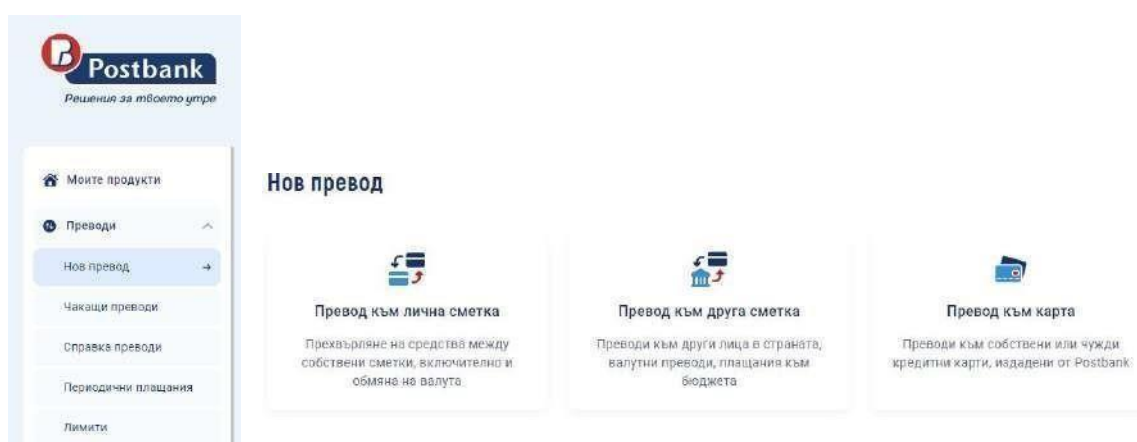 Postbank
Решения за твоето утре
Моите продукти
Преводи
Нов превод
Чакащи преводи
Справка преводи
Периодични плащания
Лимити
Нов превод
Превод към лична сметка
Прехвърляне на средства между
собствени сметки, включително и
обмяна на валута
Превод към друга сметка
Преводи към други лица в страната,
валутни преводи, плащания към
бюджета
Превод към карта
Преводи към собствени или чужди
кредитни карти, издадени от Postbank